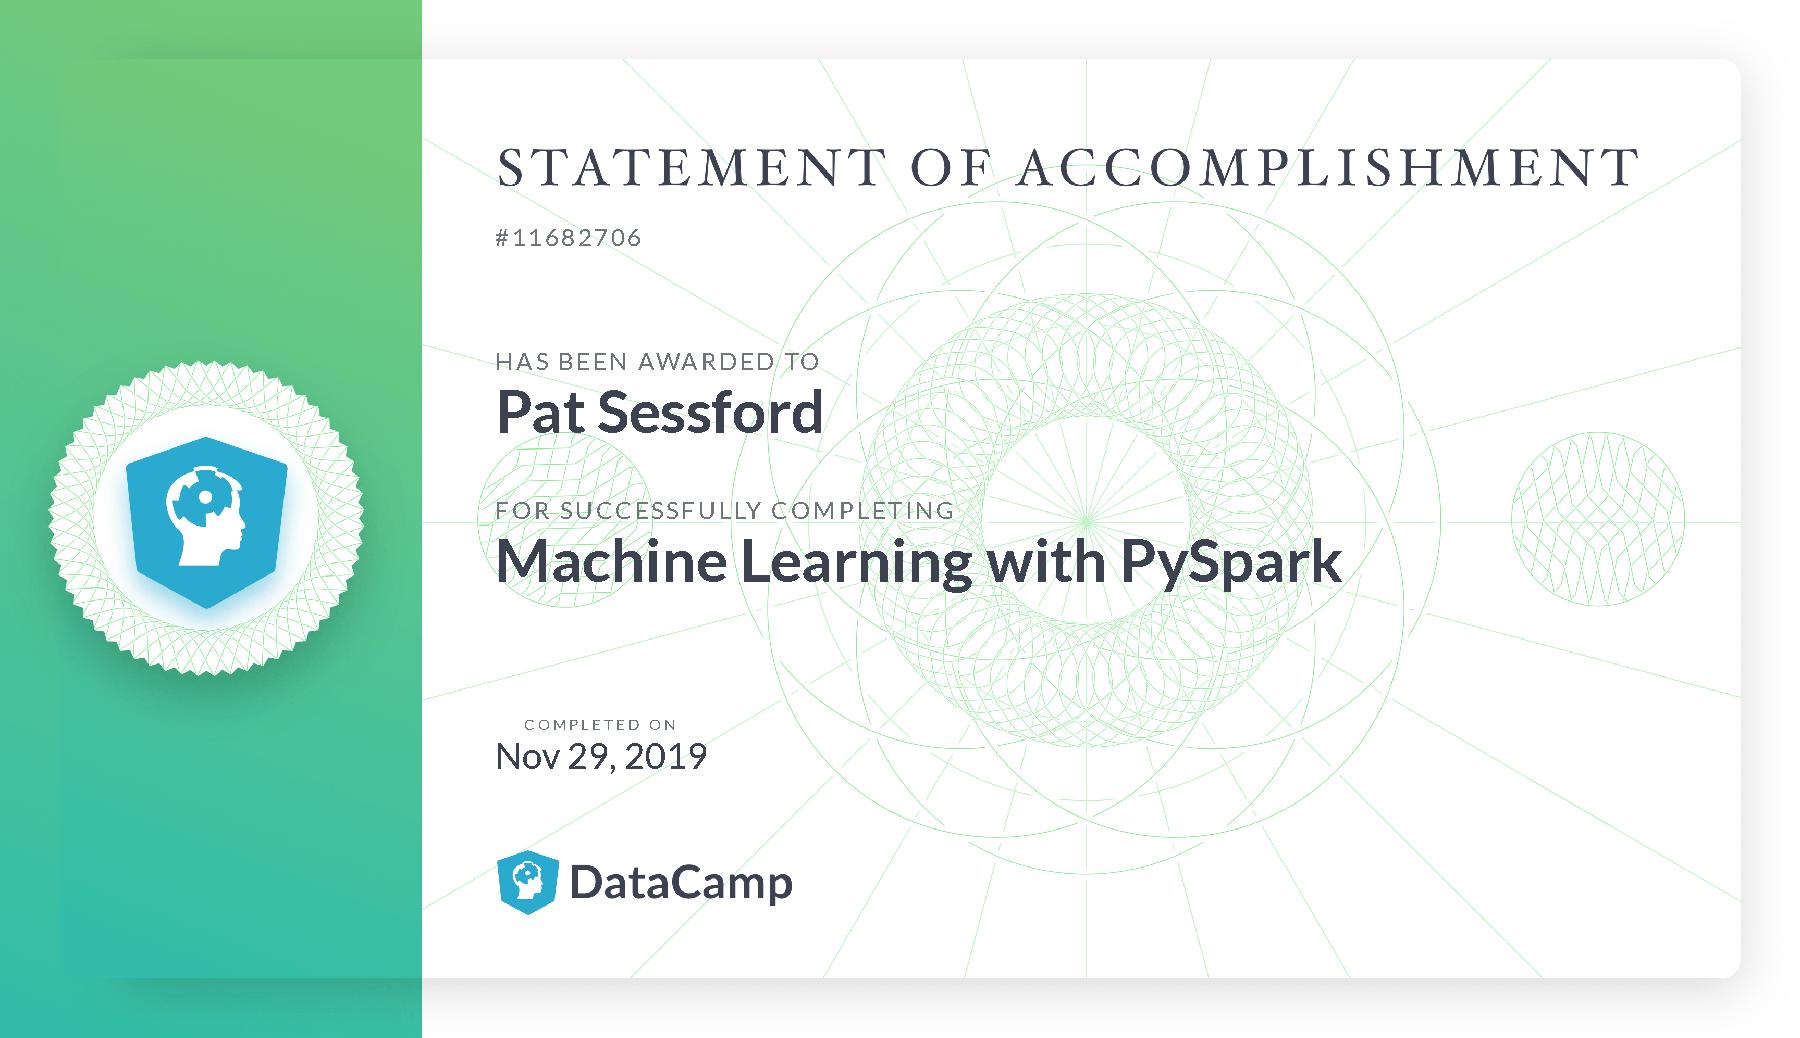 STATEMENT OF ACCOMPLISHMENT
#11682706
HAS BEEN AWARDED TO
Pat Sessford
FOR SUCCESSFULLY COMPLETING
Machine Learning with PySpark
COMPLETED ON
Nov 29, 2019
DataCamp